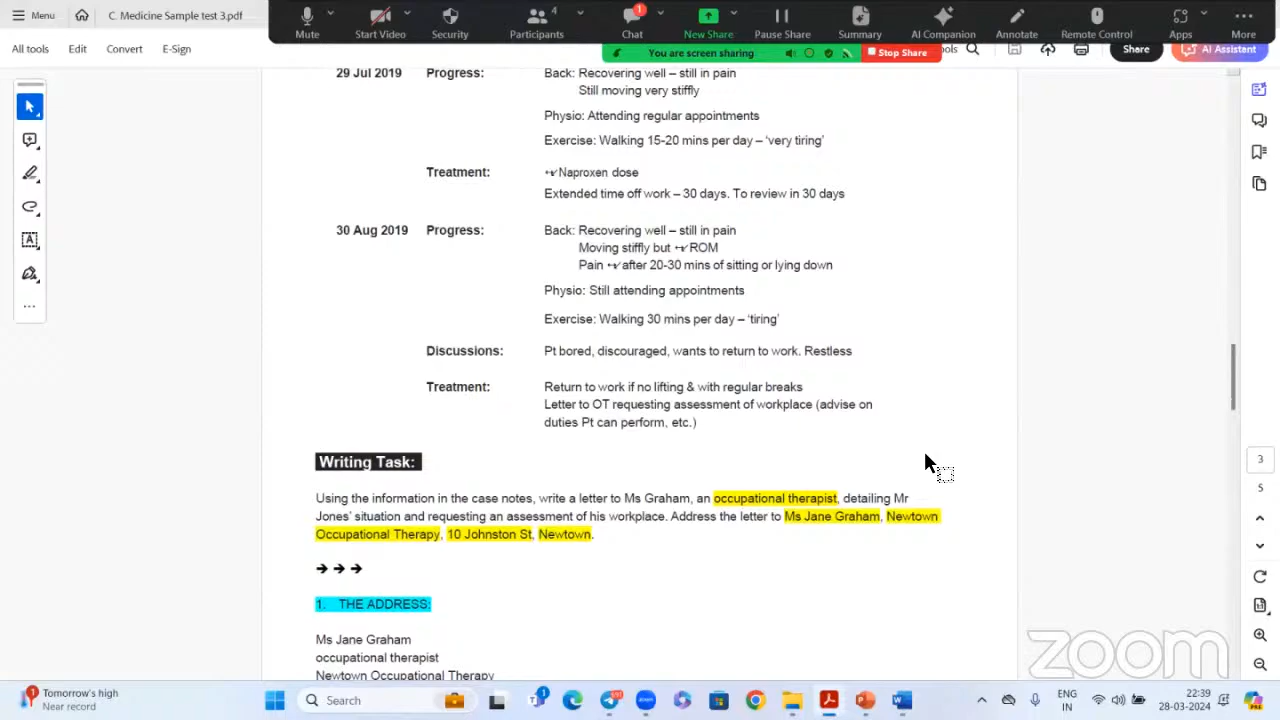 Menu
C. Medicine Sample test 3.pdf
Mute
Start Video
Security
4
Participants
1
Chat
New Share
Pause Share
Summary
AI Companion
Annotate
Remote Control
Apps
More
All tools
Edit
Convert
E-Sign
You are screen sharing
Stop Share
Share
AI Assistant
29 Jul 2019 Progress: Back: Recovering well – still in pain
Still moving very stiffly
Physio: Attending regular appointments
Exercise: Walking 15-20 mins per day – ‘very tiring’
Treatment: Naproxen dose
Extended time off work – 30 days. To review in 30 days
30 Aug 2019 Progress: Back: Recovering well – still in pain
Moving stiffly but ROM
Pain after 20-30 mins of sitting or lying down
Physio: Still attending appointments
Exercise: Walking 30 mins per day – ‘tiring’
Discussions: Pt bored, discouraged, wants to return to work. Restless
Treatment: Return to work if no lifting & with regular breaks
Letter to OT requesting assessment of workplace (advise on
duties Pt can perform, etc.)
Writing Task:
Using the information in the case notes, write a letter to Ms Graham, an occupational therapist, detailing Mr
Jones’ situation and requesting an assessment of his workplace. Address the letter to Ms Jane Graham, Newtown
Occupational Therapy, 10 Johnston St, Newtown.
➔ ➔ ➔
1. THE ADDRESS:
Ms Jane Graham
occupational therapist
Newtown Occupational Therapy
3
5
zoom
1
Tomorrow's high
Near record
Search
ENG
IN
22:39
28-03-2024